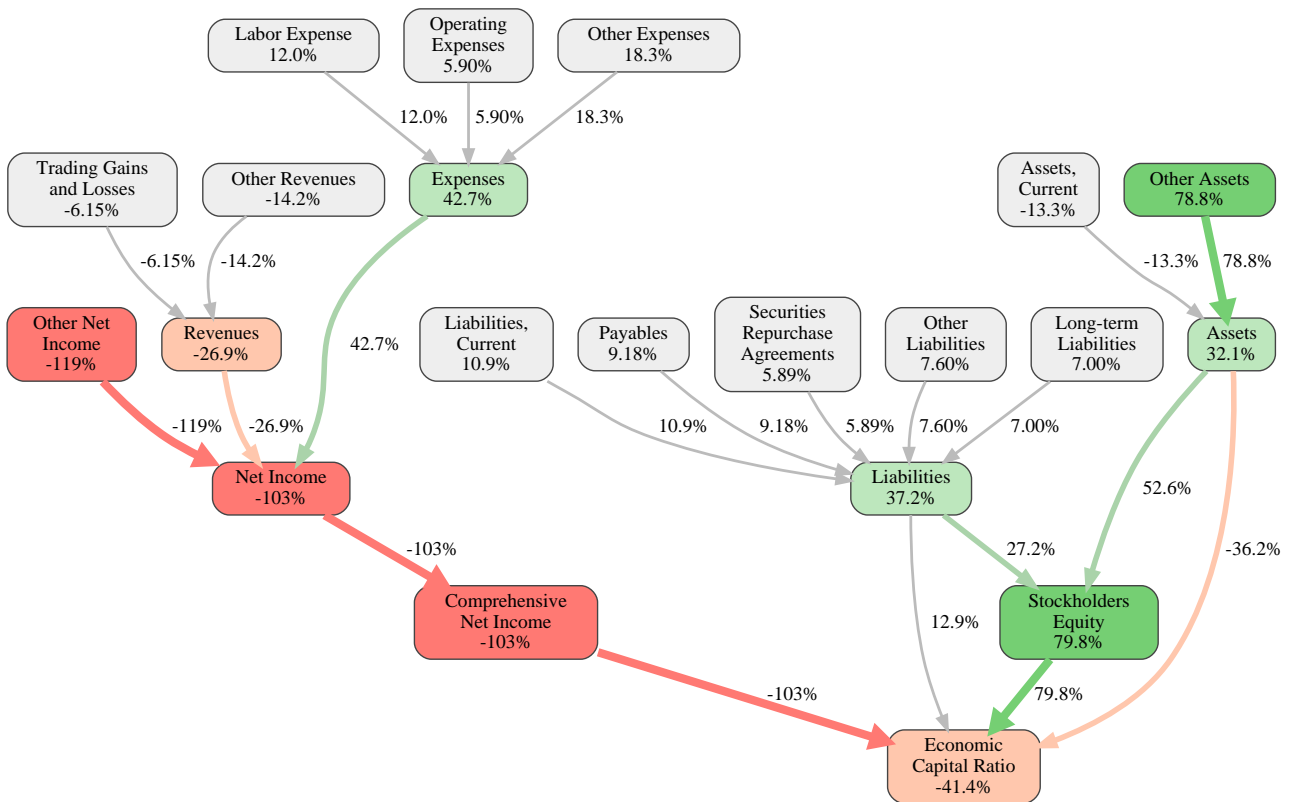 Labor Expense
12.0%
Operating
Expenses
5.90%
Other Expenses
18.3%
12.0%
5.90%
18.3%
Trading Gains
and Losses
-6.15%
Other Revenues
-14.2%
Expenses
42.7%
Assets,
Current
-13.3%
Other Assets
78.8%
-6.15%
-14.2%
-13.3%
78.8%
Other Net
Income
-119%
Revenues
-26.9%
42.7%
Liabilities,
Current
10.9%
Payables
9.18%
Securities
Repurchase
Agreements
5.89%
Other
Liabilities
7.60%
Long-term
Liabilities
7.00%
Assets
32.1%
-119%
-26.9%
10.9%
9.18%
5.89%
7.60%
7.00%
Net Income
-103%
Liabilities
37.2%
52.6%
-103%
27.2%
-36.2%
Comprehensive
Net Income
-103%
12.9%
Stockholders
Equity
79.8%
-103%
79.8%
Economic
Capital Ratio
-41.4%